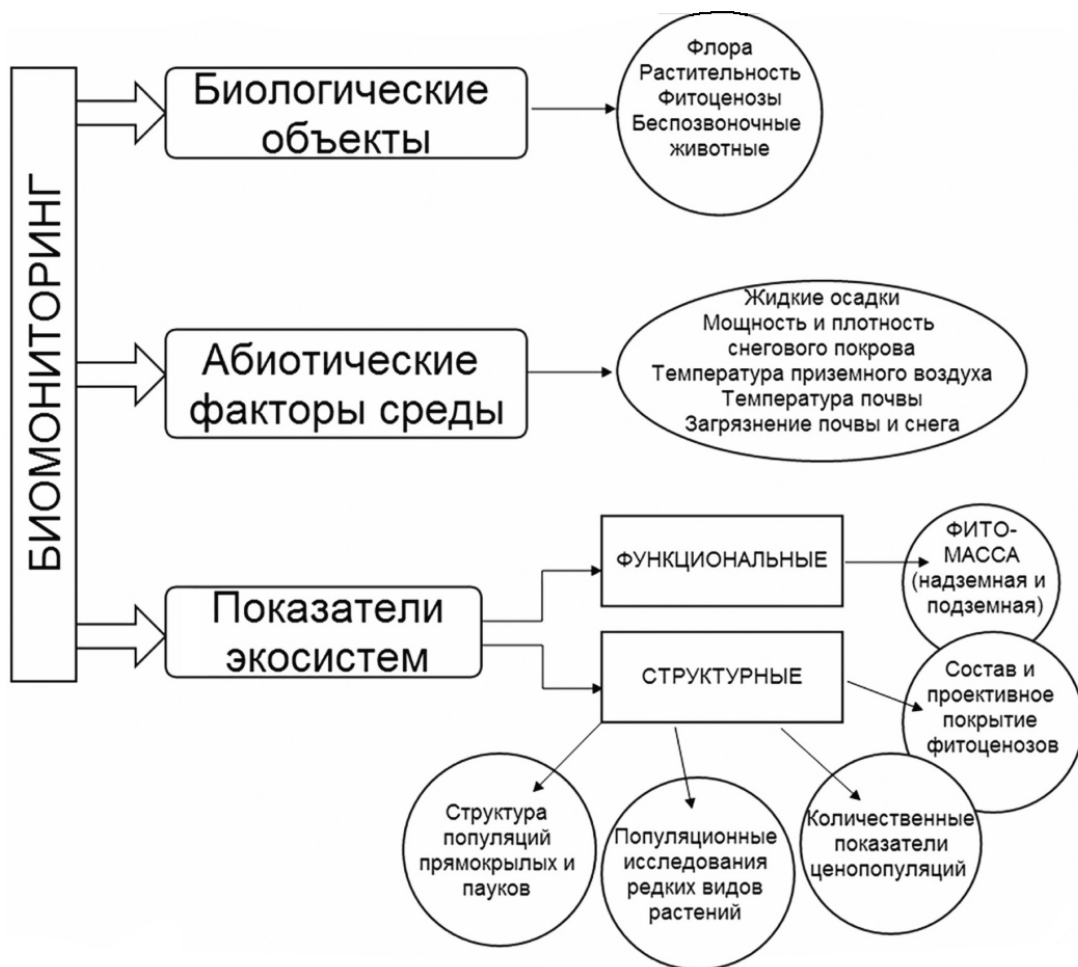 БИОМОНИТОРИНГ
Биологические
объекты
Флора
Растительность
Фитоценозы
Беспозвоночные
животные
Абиотические
факторы среды
Жидкие осадки
Мощность и плотность
снегового покрова
Температура приземного воздуха
Температура почвы
Загрязнение почвы и снега
Показатели
экосистем
ФУНКЦИОНАЛЬНЫЕ
ФИТО-
МАССА
(надземная и
подземная)
СТРУКТУРНЫЕ
Состав и
проективное
покрытие
фитоценозов
Структура
популяций
прямокрылых и
пауков
Популяционные
исследования
редких видов
растений
Количественные
показатели
ценопопуляций